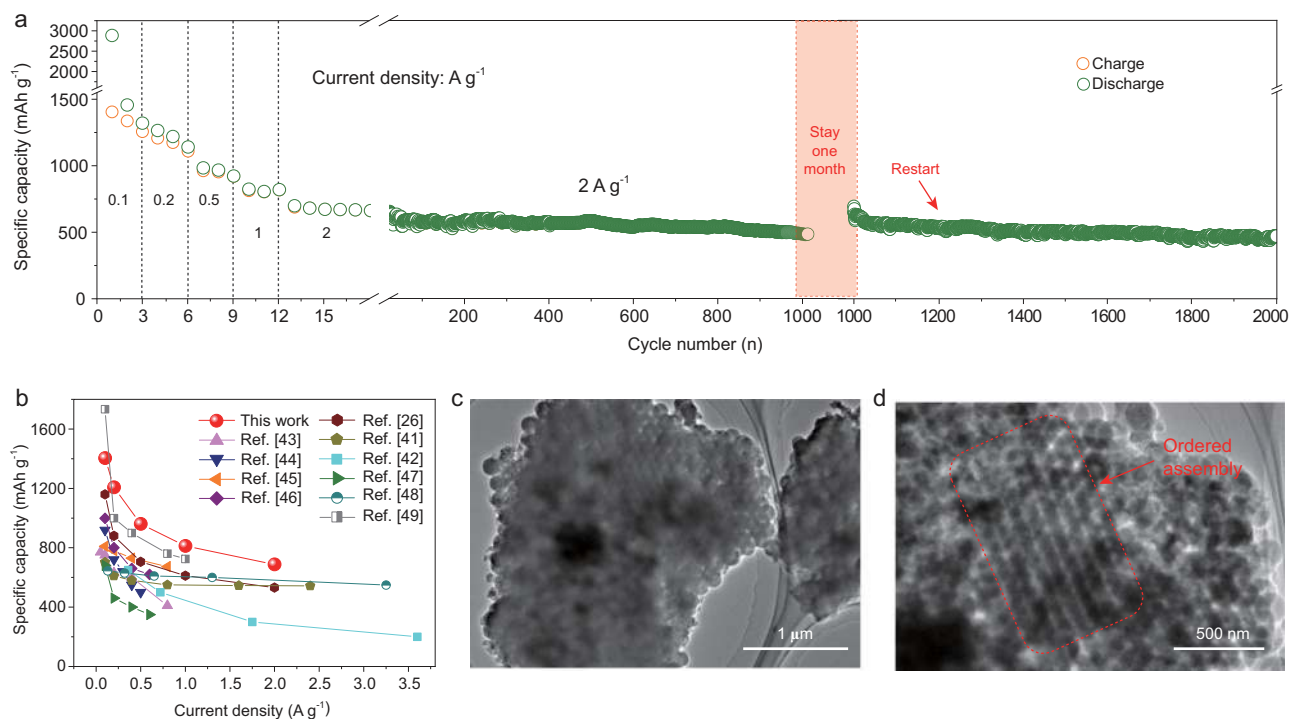 a
Specific capacity (mAh g⁻¹)
3000
2500
2000
1500
1000
500
0
Current density: A g⁻¹
Charge
Discharge
0.1
0.2
0.5
1
2
2 A g⁻¹
Stay
one
month
Restart
0 3 6 9 12 15 200 400 600 800 1000 1000 1200 1400 1600 1800 2000
Cycle number (n)
b
Specific capacity (mAh g⁻¹)
1600
1200
800
400
0
This work
Ref. [43]
Ref. [44]
Ref. [45]
Ref. [46]
Ref. [26]
Ref. [41]
Ref. [42]
Ref. [47]
Ref. [48]
Ref. [49]
0.0 0.5 1.0 1.5 2.0 2.5 3.0 3.5
Current density (A g⁻¹)
c
1 μm
d
Ordered
assembly
500 nm